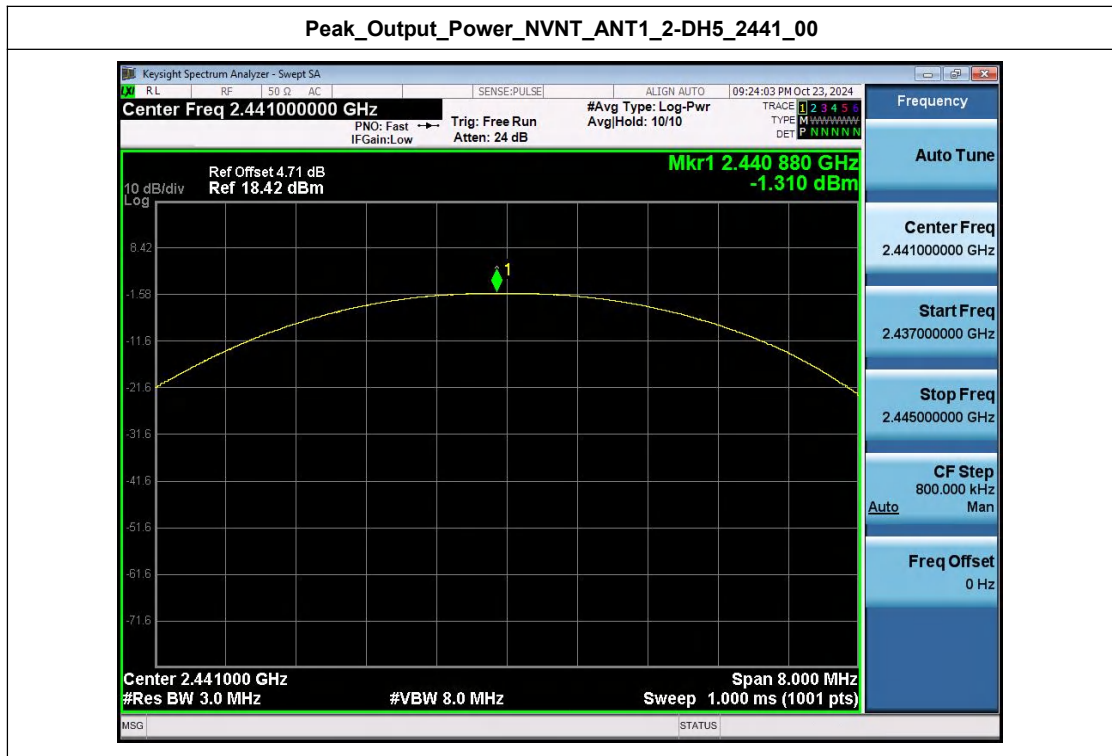 Peak_Output_Power_NVNT_ANT1_2-DH5_2441_00
Keysight Spectrum Analyzer - Swept SA
LXI RL RF 50 Ω AC SENSE:PULSE ALIGN AUTO 09:24:03 PM Oct 23, 2024
Center Freq 2.441000000 GHz
PNO: Fast
IFGain:Low
Trig: Free Run
Atten: 24 dB
#Avg Type: Log-Pwr
Avg|Hold: 10/10
TRACE 1 2 3 4 5 6
TYPE M WWWWW
DET P N N N N N
Mkr1 2.440 880 GHz
-1.310 dBm
Ref Offset 4.71 dB
10 dB/div Ref 18.42 dBm
Log
1
8.42
-1.58
-11.6
-21.6
-31.6
-41.6
-51.6
-61.6
-71.6
Center 2.441000 GHz Span 8.000 MHz
#Res BW 3.0 MHz #VBW 8.0 MHz Sweep 1.000 ms (1001 pts)
MSG STATUS
Frequency
Auto Tune
Center Freq
2.441000000 GHz
Start Freq
2.437000000 GHz
Stop Freq
2.445000000 GHz
CF Step
800.000 kHz
Auto Man
Freq Offset
0 Hz